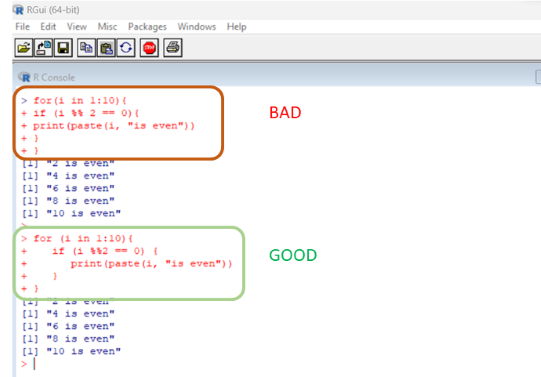 RGui (64-bit)
File Edit View Misc Packages Windows Help
STOP
R Console
> for(i in 1:10){
+ if (i %% 2 == 0){
+ print(paste(i, "is even"))
+ }
+ }
BAD
[1] "2 is even"
[1] "4 is even"
[1] "6 is even"
[1] "8 is even"
[1] "10 is even"
>
> for (i in 1:10){
+     if (i %%2 == 0) {
+        print(paste(i, "is even"))
+     }
+ }
GOOD
[1] "2 is even"
[1] "4 is even"
[1] "6 is even"
[1] "8 is even"
[1] "10 is even"
> |